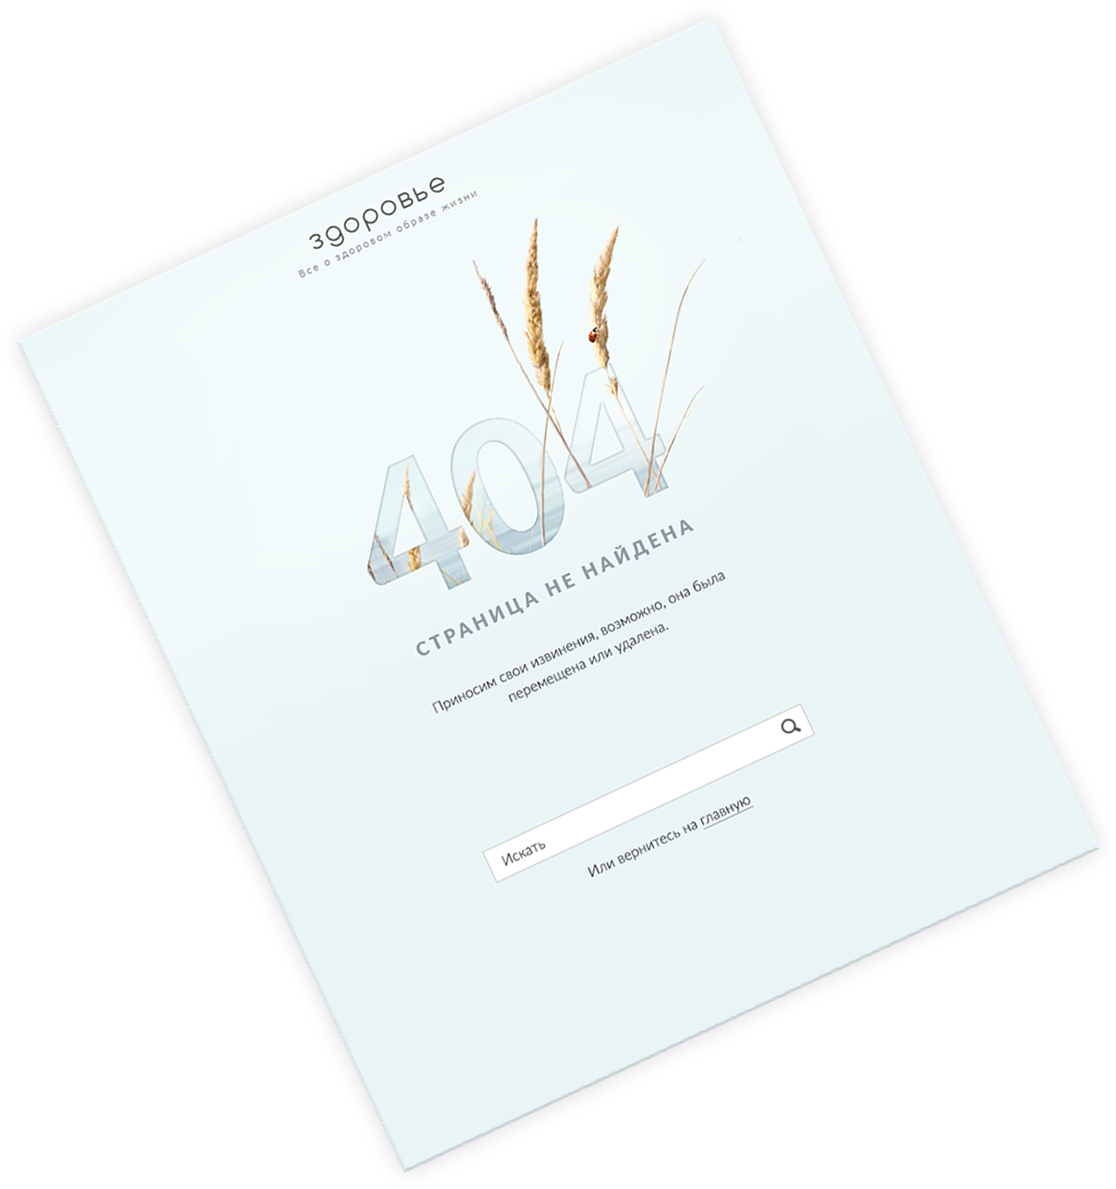 здоровье
Все о здоровом образе жизни
404
СТРАНИЦА НЕ НАЙДЕНА
Приносим свои извинения, возможно, она была
перемещена или удалена.
Искать
Или вернитесь на главную